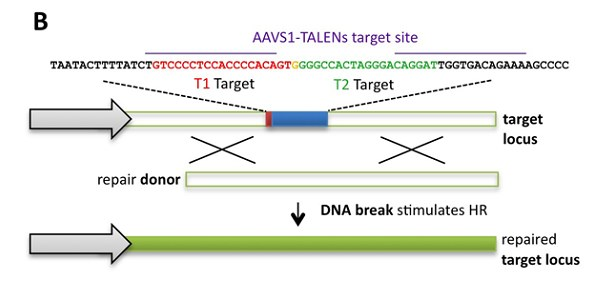 B
AAVS1-TALENs target site
TAATACTTTTATCTGTCCCCTCCACCCCACAGTGGGGCCACTAGGGACAGGATTGGTGACAGAAAAGCCCC
T1 Target T2 Target
target
locus
repair donor
DNA break stimulates HR
repaired
target locus